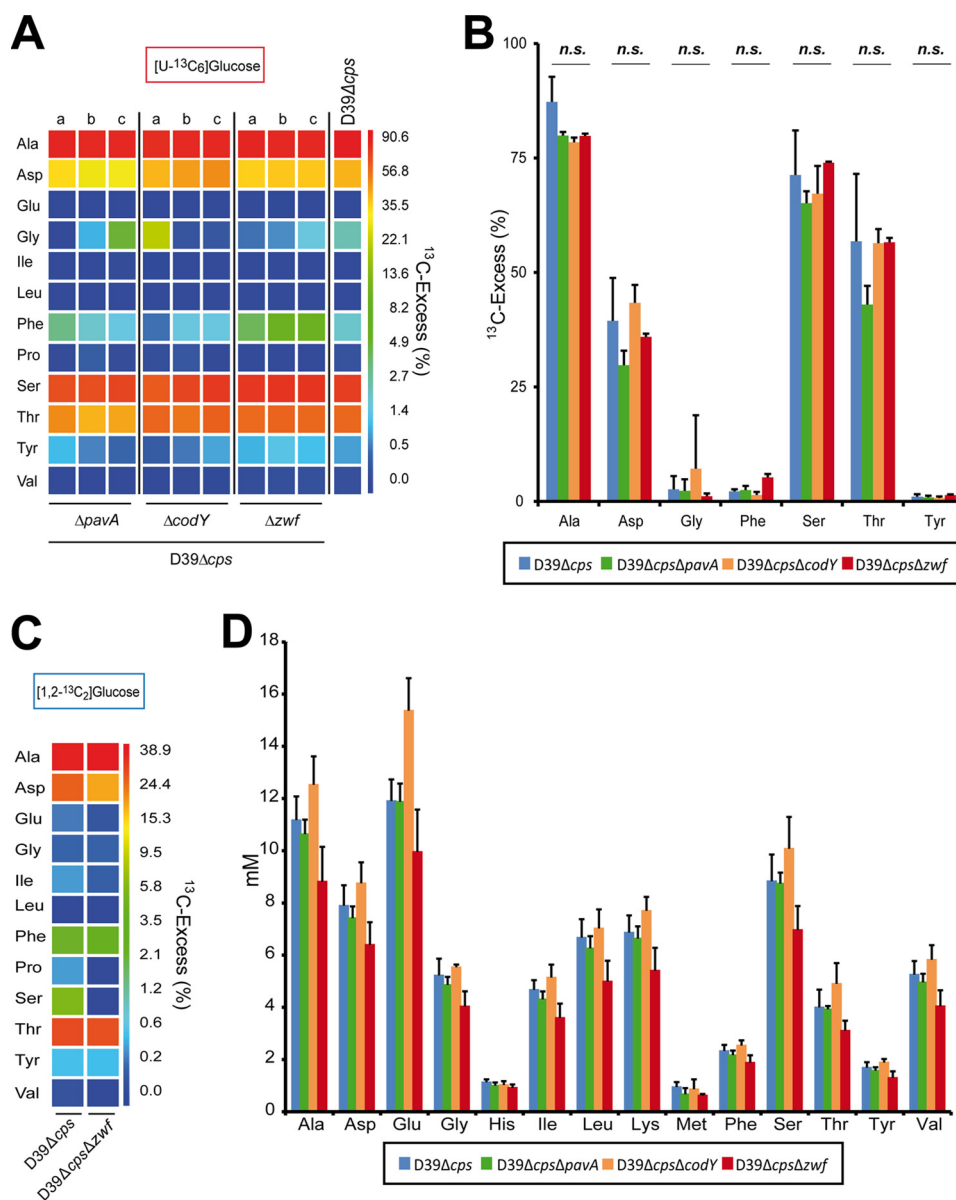 A
[U-13C6]Glucose
D39Δcps
a b c a b c a b c
Ala
Asp
Glu
Gly
Ile
Leu
Phe
Pro
Ser
Thr
Tyr
Val
90.6
56.8
35.5
22.1
13.6
8.2
4.9
2.7
1.4
0.5
0.0
13C-Excess (%)
ΔpavA ΔcodY Δzwf
D39Δcps
B
100
75
50
25
0
13C-Excess (%)
n.s. n.s. n.s. n.s. n.s. n.s. n.s.
Ala Asp Gly Phe Ser Thr Tyr
D39Δcps D39ΔcpsΔpavA D39ΔcpsΔcodY D39ΔcpsΔzwf
C
[1,2-13C2]Glucose
Ala
Asp
Glu
Gly
Ile
Leu
Phe
Pro
Ser
Thr
Tyr
Val
38.9
24.4
15.3
9.5
5.8
3.5
2.1
1.2
0.6
0.2
0.0
13C-Excess (%)
D39Δcps
D39ΔcpsΔzwf
D
18
16
14
12
10
8
6
4
2
0
mM
Ala Asp Glu Gly His Ile Leu Lys Met Phe Ser Thr Tyr Val
D39Δcps D39ΔcpsΔpavA D39ΔcpsΔcodY D39ΔcpsΔzwf